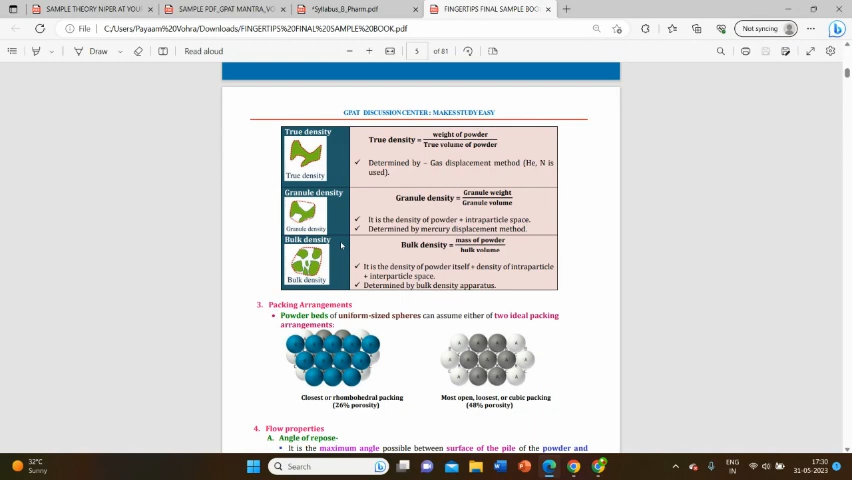 SAMPLE THEORY NIPER AT YOUR
SAMPLE PDF_GPAT MANTRA_VO
*Syllabus_B_Pharm.pdf
FINGERTIPS FINAL SAMPLE BOOK
File
C:/Users/Payaam%20Vohra/Downloads/FINGERTIPS%20FINAL%20SAMPLE%20BOOK.pdf
Not syncing
Draw
Read aloud
5
of 81
GPAT DISCUSSION CENTER : MAKES STUDY EASY
True density
True density
True density = weight of powder
True volume of powder
✓ Determined by – Gas displacement method (He, N is
used).
Granule density
Granule density
Granule density = Granule weight
Granule volume
✓ It is the density of powder + intraparticle space.
✓ Determined by mercury displacement method.
Bulk density
Bulk density
Bulk density = mass of powder
bulk volume
✓ It is the density of powder itself + density of intraparticle
+ interparticle space.
✓ Determined by bulk density apparatus.
3. Packing Arrangements
• Powder beds of uniform-sized spheres can assume either of two ideal packing
arrangements:
Closest or rhombohedral packing
(26% porosity)
Most open, loosest, or cubic packing
(48% porosity)
4. Flow properties
A. Angle of repose-
It is the maximum angle possible between surface of the pile of the powder and
32°C
Sunny
Search
ENG
IN
17:30
31-05-2023